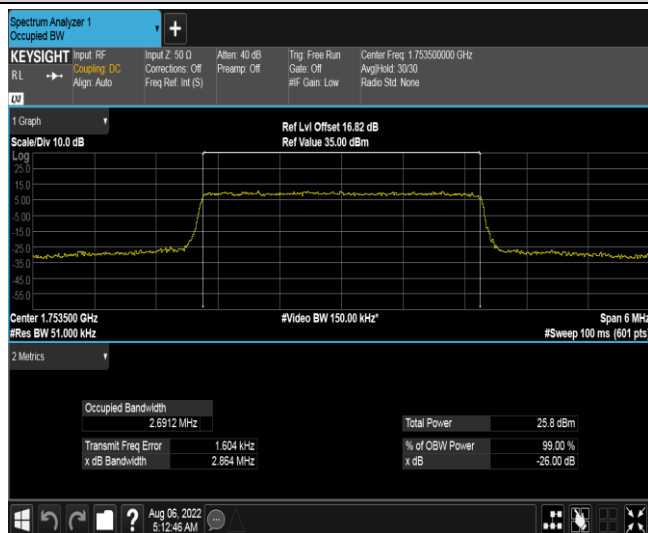 Spectrum Analyzer 1
Occupied BW
+
KEYSIGHT
RL
LXI
Input: RF
Coupling: DC
Align: Auto
Input Z: 50 Ω
Corrections: Off
Freq Ref: Int (S)
Atten: 40 dB
Preamp: Off
Trig: Free Run
Gate: Off
#IF Gain: Low
Center Freq: 1.753500000 GHz
Avg|Hold: 30/30
Radio Std: None
1 Graph
Scale/Div 10.0 dB
Ref Lvl Offset 16.82 dB
Ref Value 35.00 dBm
Log
25.0
15.0
5.00
-5.00
-15.0
-25.0
-35.0
-45.0
-55.0
Center 1.753500 GHz
#Res BW 51.000 kHz
#Video BW 150.00 kHz*
Span 6 MHz
#Sweep 100 ms (601 pts)
2 Metrics
Occupied Bandwidth
2.6912 MHz
Transmit Freq Error 1.604 kHz
x dB Bandwidth 2.864 MHz
Total Power 25.8 dBm
% of OBW Power 99.00 %
x dB -26.00 dB
?
Aug 06, 2022
5:12:46 AM